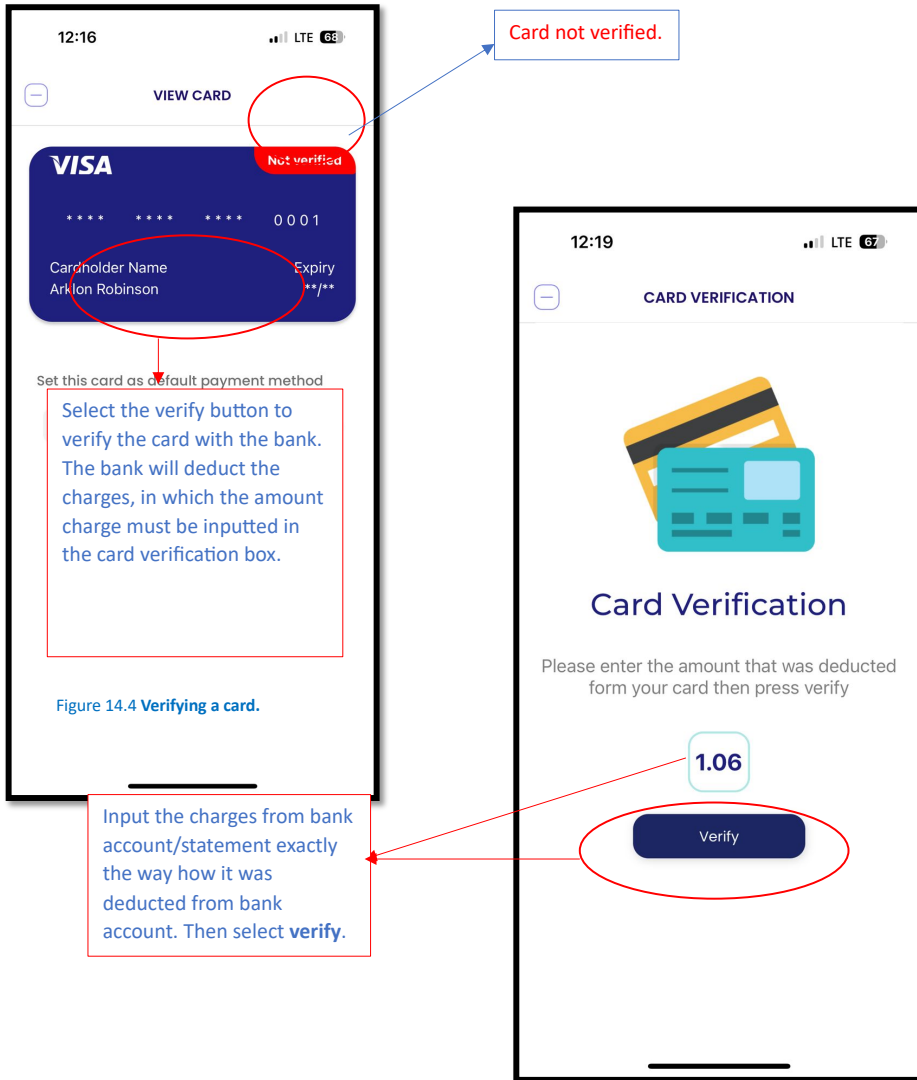 12:16
LTE 68
Card not verified.
VIEW CARD
VISA
Not verified
**** **** **** 0001
Cardholder Name Expiry
Arklon Robinson **/**
Set this card as default payment method
Select the verify button to
verify the card with the bank.
The bank will deduct the
charges, in which the amount
charge must be inputted in
the card verification box.
Figure 14.4 Verifying a card.
Input the charges from bank
account/statement exactly
the way how it was
deducted from bank
account. Then select verify.
12:19
LTE 67
CARD VERIFICATION
Card Verification
Please enter the amount that was deducted
form your card then press verify
1.06
Verify